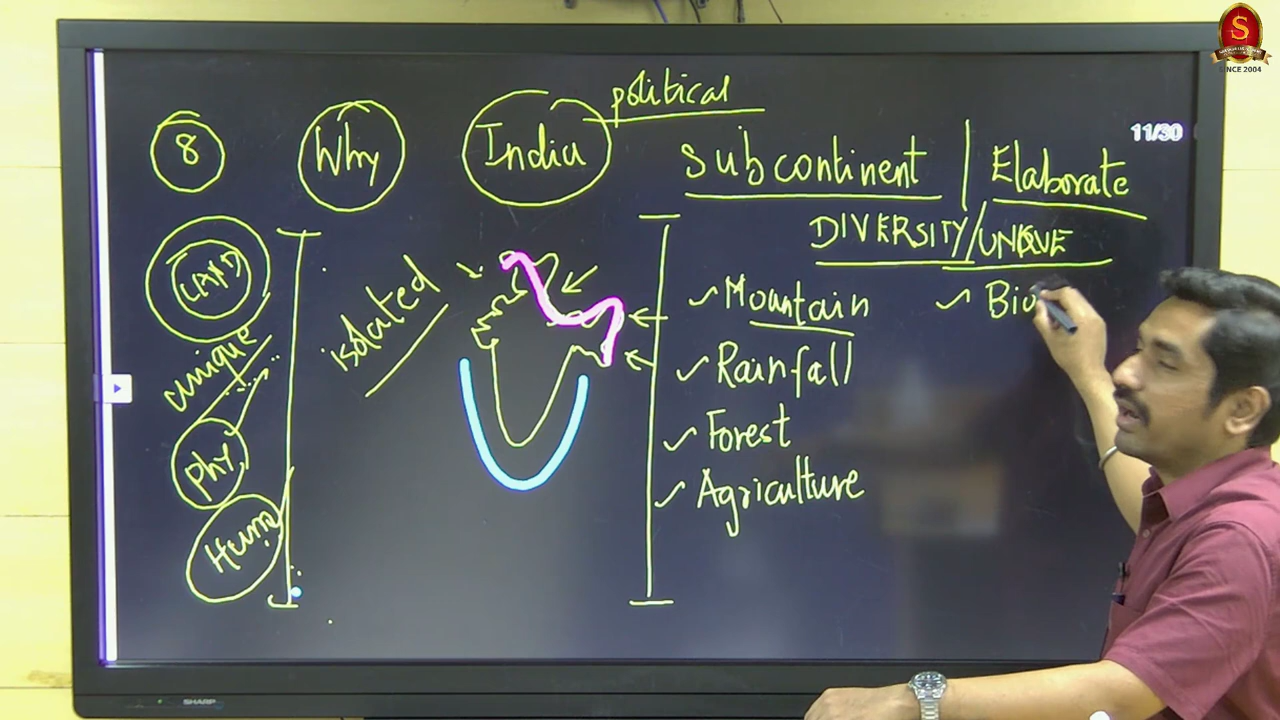 political
8 Why India Subcontinent | Elaborate
11/30
DIVERSITY/UNIQUE
LAND
unique
Phy
Hum
isolated
✓ Mountain
✓ Rainfall
✓ Forest
✓ Agriculture
✓ Bio
SHARP
S
SINCE 2004